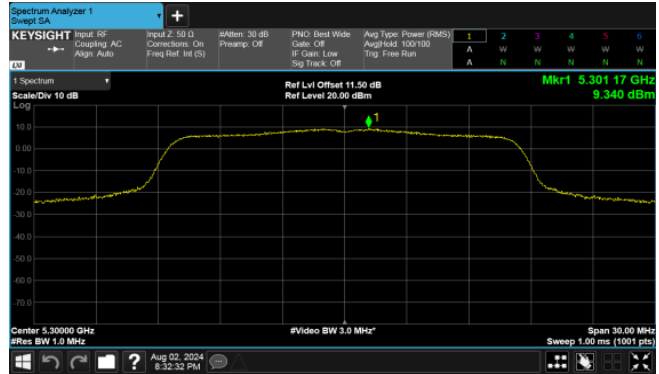 Spectrum Analyzer 1
Swept SA
+
KEYSIGHT Input: RF Input Z: 50 Ω #Atten: 30 dB PNO: Best Wide Avg Type: Power (RMS) 1 2 3 4 5 6
Coupling: AC Corrections: On Preamp: Off Gate: Off Avg|Hold: 100/100 A W W W W W
Align: Auto Freq Ref: Int (S) IF Gain: Low Trig: Free Run A N N N N N
LXI Sig Track: Off
1 Spectrum Ref Lvl Offset 11.50 dB Mkr1 5.301 17 GHz
Scale/Div 10 dB Ref Level 20.00 dBm 9.340 dBm
Log
1
10.0
0.00
-10.0
-20.0
-30.0
-40.0
-50.0
-60.0
-70.0
Center 5.30000 GHz #Video BW 3.0 MHz* Span 30.00 MHz
#Res BW 1.0 MHz Sweep 1.00 ms (1001 pts)
? Aug 02, 2024
8:32:32 PM